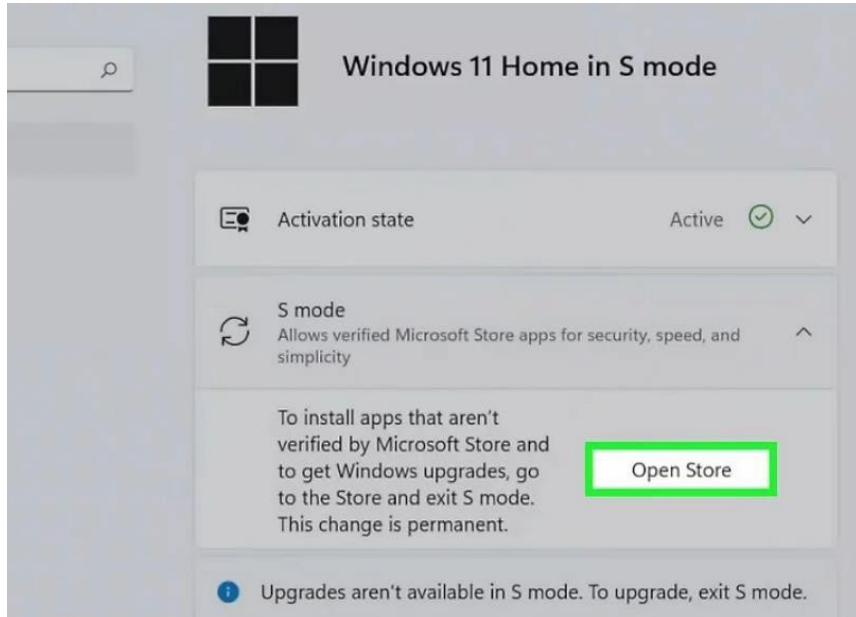 Windows 11 Home in S mode
Activation state
Active
S mode
Allows verified Microsoft Store apps for security, speed, and
simplicity
To install apps that aren't
verified by Microsoft Store and
to get Windows upgrades, go
to the Store and exit S mode.
This change is permanent.
Open Store
Upgrades aren't available in S mode. To upgrade, exit S mode.